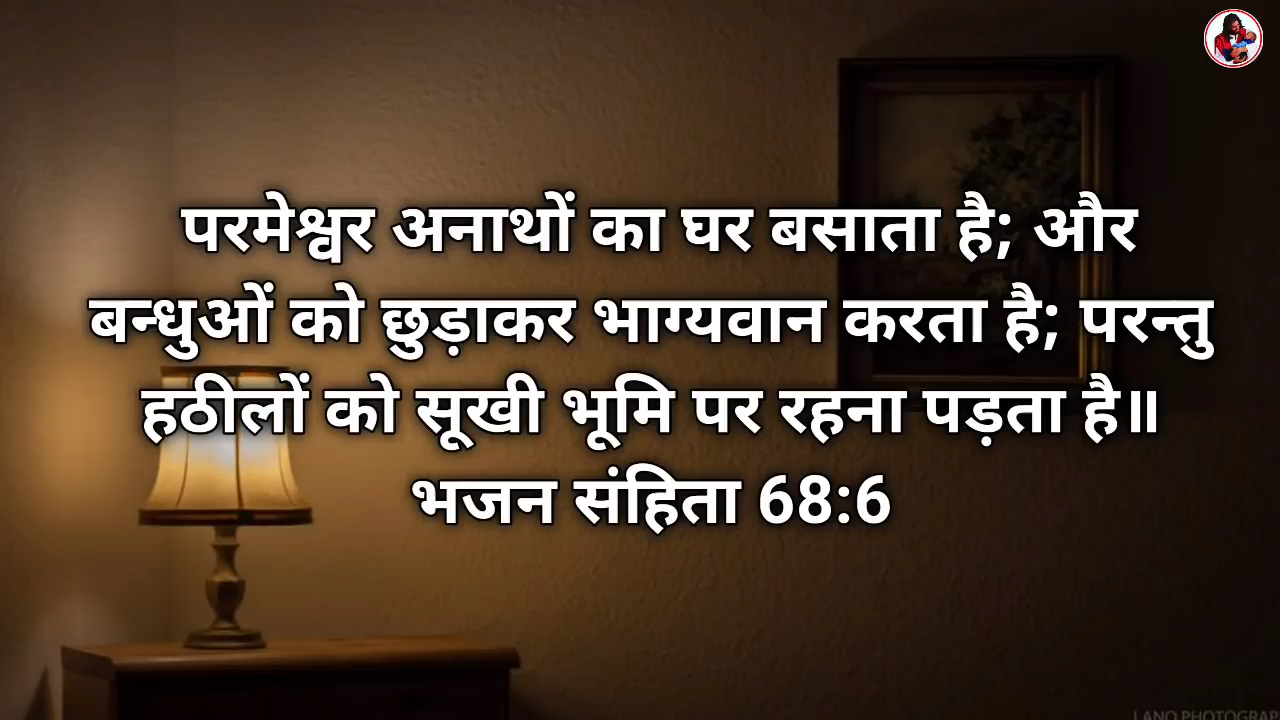 परमेश्वर अनाथों का घर बसाता है; और
बन्धुओं को छुड़ाकर भाग्यवान करता है; परन्तु
हठीलों को सूखी भूमि पर रहना पड़ता है॥
भजन संहिता 68:6